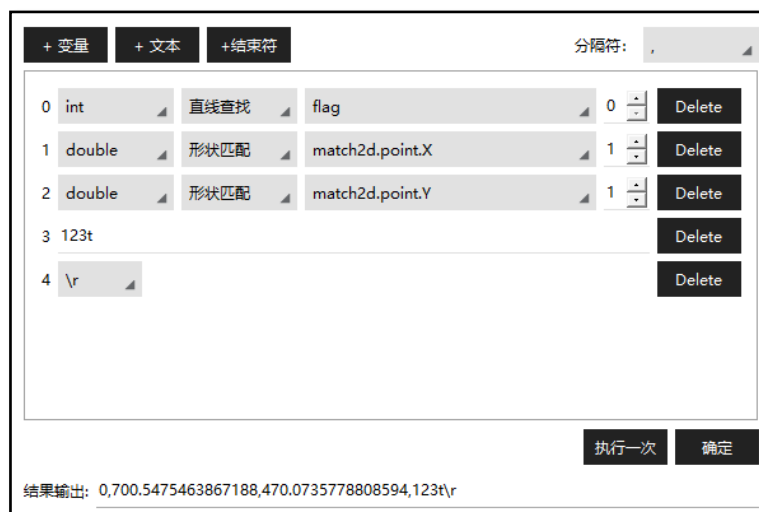 + 变量 + 文本 +结束符 分隔符: ,
0 int 直线查找 flag 0 Delete
1 double 形状匹配 match2d.point.X 1 Delete
2 double 形状匹配 match2d.point.Y 1 Delete
3 123t Delete
4 \r Delete
执行一次 确定
结果输出: 0,700.5475463867188,470.0735778808594,123t\r